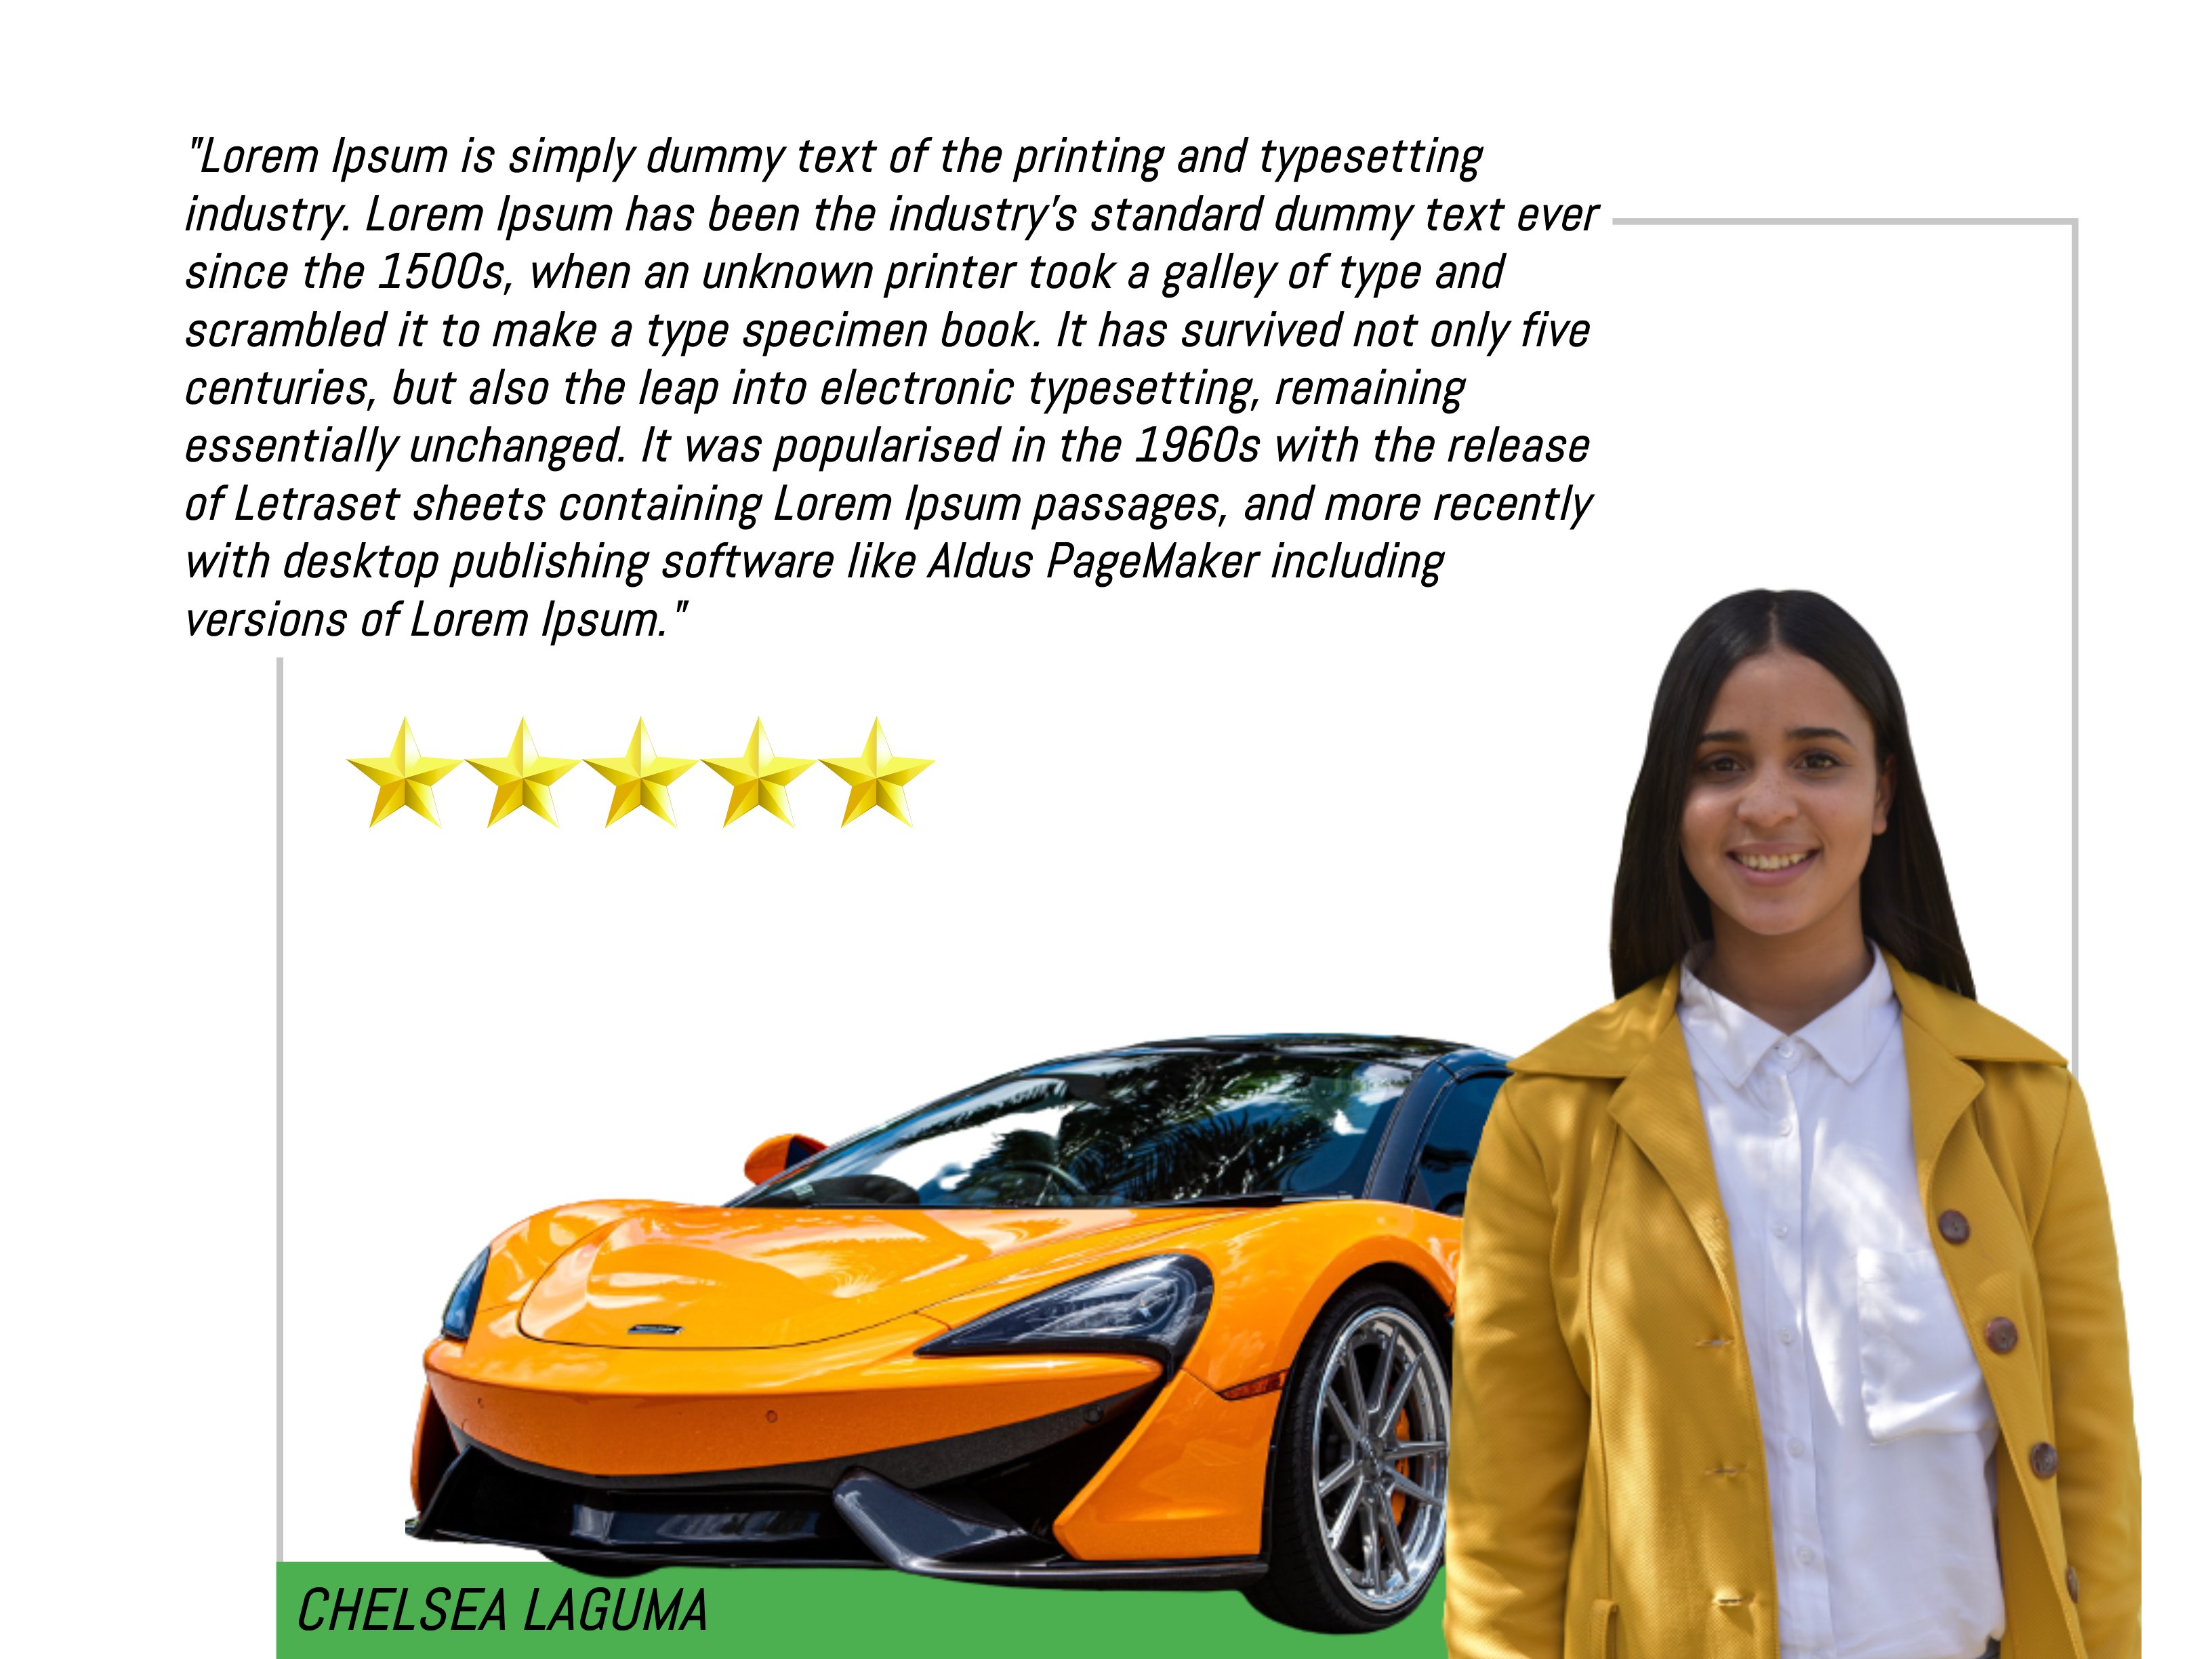 "Lorem Ipsum is simply dummy text of the printing and typesetting
industry. Lorem Ipsum has been the industry's standard dummy text ever
since the 1500s, when an unknown printer took a galley of type and
scrambled it to make a type specimen book. It has survived not only five
centuries, but also the leap into electronic typesetting, remaining
essentially unchanged. It was popularised in the 1960s with the release
of Letraset sheets containing Lorem Ipsum passages, and more recently
with desktop publishing software like Aldus PageMaker including
versions of Lorem Ipsum."
CHELSEA LAGUMA